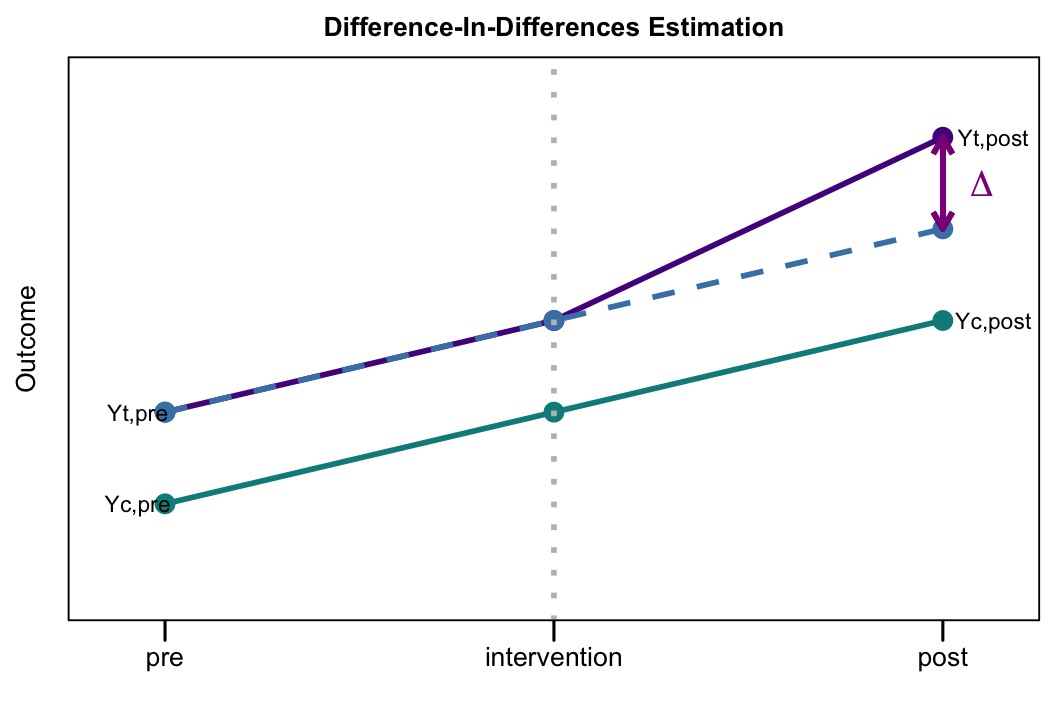 Difference-In-Differences Estimation
Outcome
Yt,post
Δ
Yc,post
Yt,pre
Yc,pre
pre
intervention
post